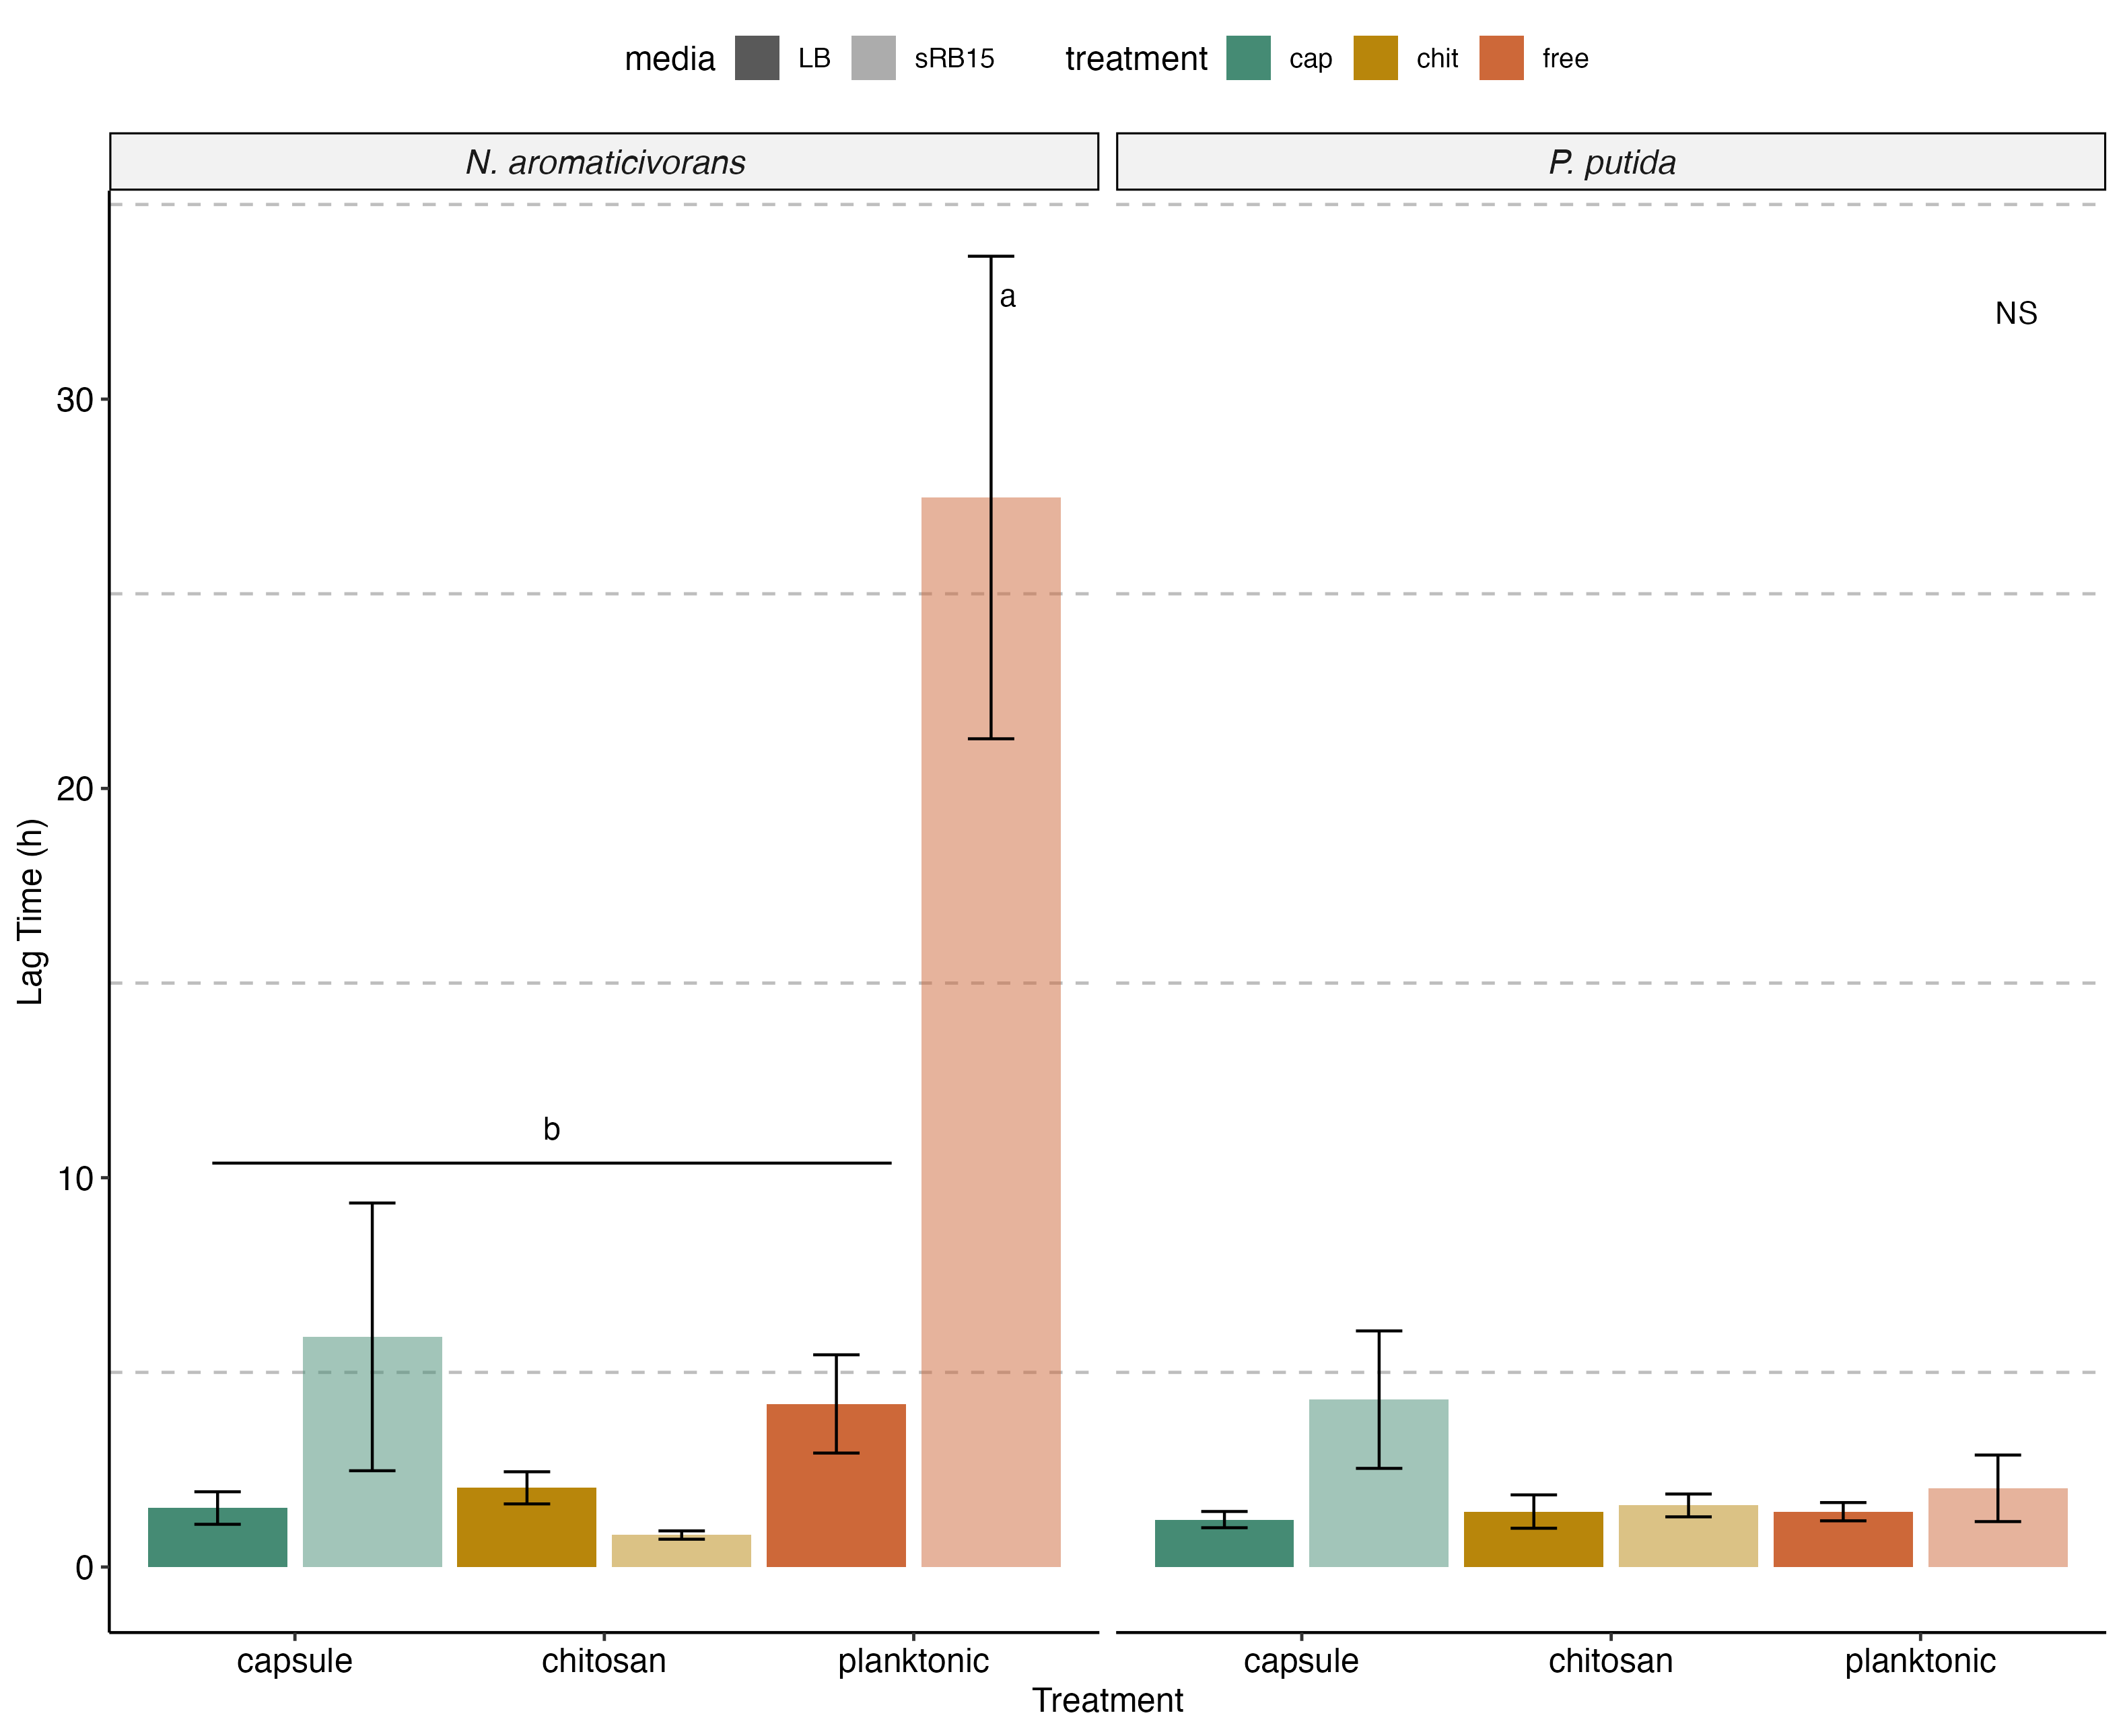 media LB sRB15 treatment cap chit free
N. aromaticivorans P. putida
a
NS
30
20
Lag Time (h)
b
10
0
capsule chitosan planktonic capsule chitosan planktonic
Treatment